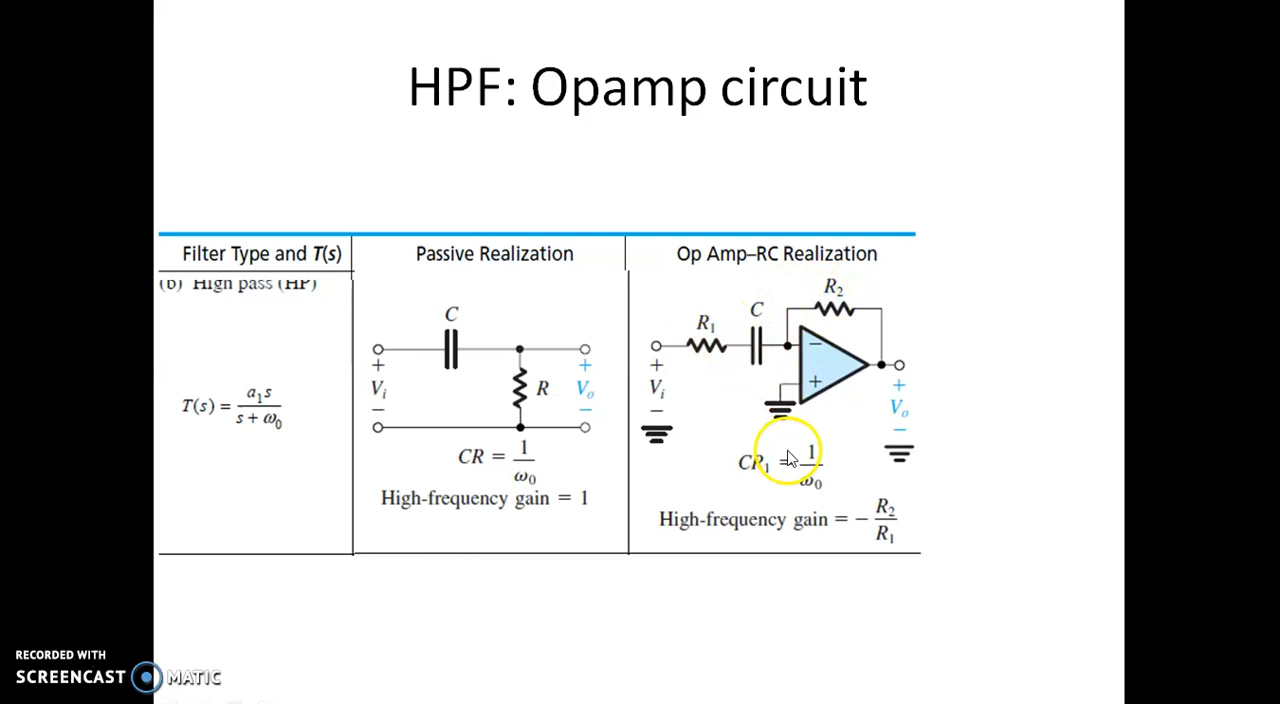 HPF: Opamp circuit
Filter Type and T(s)
Passive Realization
Op Amp–RC Realization
(b) High pass (HP)
T(s) = a₁s / (s + ω₀)
C
R
+
Vᵢ
−
+
Vₒ
−
CR = 1/ω₀
High-frequency gain = 1
R₁
C
R₂
−
+
+
Vᵢ
−
+
Vₒ
−
CR₁ = 1/ω₀
High-frequency gain = − R₂/R₁
RECORDED WITH
SCREENCAST MATIC